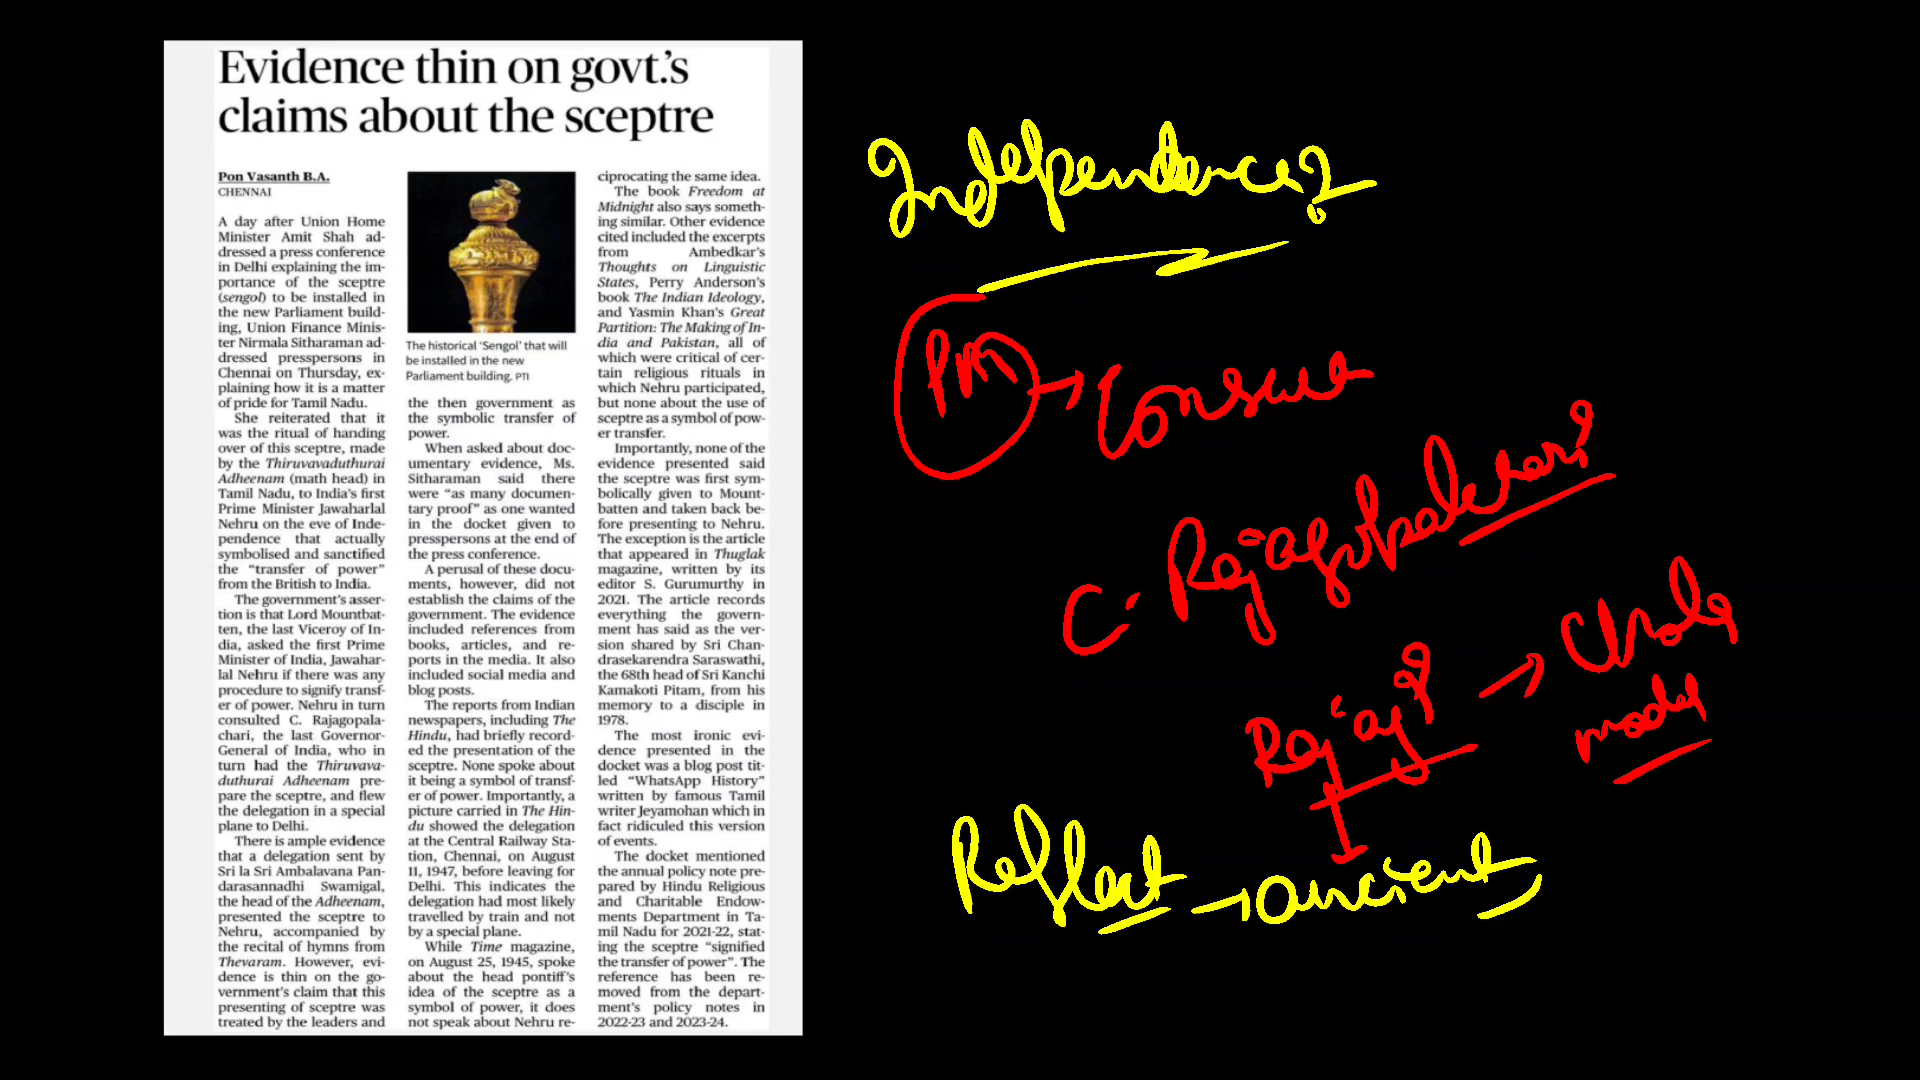 Evidence thin on govt.'s
claims about the sceptre
Pon Vasanth B.A.
CHENNAI
A day after Union Home
Minister Amit Shah ad-
dressed a press conference
in Delhi explaining the im-
portance of the sceptre
(sengol) to be installed in
the new Parliament build-
ing, Union Finance Minis-
ter Nirmala Sitharaman ad-
dressed presspersons in
Chennai on Thursday, ex-
plaining how it is a matter
of pride for Tamil Nadu.
She reiterated that it
was the ritual of handing
over of this sceptre, made
by the Thiruvavaduthurai
Adheenam (math head) in
Tamil Nadu, to India's first
Prime Minister Jawaharlal
Nehru on the eve of Inde-
pendence that actually
symbolised and sanctified
the "transfer of power"
from the British to India.
The government's asser-
tion is that Lord Mountbat-
ten, the last Viceroy of In-
dia, asked the first Prime
Minister of India, Jawahar-
lal Nehru if there was any
procedure to signify transf-
er of power. Nehru in turn
consulted C. Rajagopala-
chari, the last Governor-
General of India, who in
turn had the Thiruvava-
duthurai Adheenam pre-
pare the sceptre, and flew
the delegation in a special
plane to Delhi.
There is ample evidence
that a delegation sent by
Sri la Sri Ambalavana Pan-
darasannadhi Swamigal,
the head of the Adheenam,
presented the sceptre to
Nehru, accompanied by
the recital of hymns from
Thevaram. However, evi-
dence is thin on the go-
vernment's claim that this
presenting of sceptre was
treated by the leaders and
The historical 'Sengol' that will
be installed in the new
Parliament building. PTI
the then government as
the symbolic transfer of
power.
When asked about doc-
umentary evidence, Ms.
Sitharaman said there
were "as many documen-
tary proof" as one wanted
in the docket given to
presspersons at the end of
the press conference.
A perusal of these docu-
ments, however, did not
establish the claims of the
government. The evidence
included references from
books, articles, and re-
ports in the media. It also
included social media and
blog posts.
The reports from Indian
newspapers, including The
Hindu, had briefly record-
ed the presentation of the
sceptre. None spoke about
it being a symbol of transf-
er of power. Importantly, a
picture carried in The Hin-
du showed the delegation
at the Central Railway Sta-
tion, Chennai, on August
11, 1947, before leaving for
Delhi. This indicates the
delegation had most likely
travelled by train and not
by a special plane.
While Time magazine,
on August 25, 1945, spoke
about the head pontiff's
idea of the sceptre as a
symbol of power, it does
not speak about Nehru re-
ciprocating the same idea.
The book Freedom at
Midnight also says someth-
ing similar. Other evidence
cited included the excerpts
from Ambedkar's
Thoughts on Linguistic
States, Perry Anderson's
book The Indian Ideology,
and Yasmin Khan's Great
Partition: The Making of In-
dia and Pakistan, all of
which were critical of cer-
tain religious rituals in
which Nehru participated,
but none about the use of
sceptre as a symbol of pow-
er transfer.
Importantly, none of the
evidence presented said
the sceptre was first sym-
bolically given to Mount-
batten and taken back be-
fore presenting to Nehru.
The exception is the article
that appeared in Thuglak
magazine, written by its
editor S. Gurumurthy in
2021. The article records
everything the govern-
ment has said as the ver-
sion shared by Sri Chan-
drasekarendra Saraswathi,
the 68th head of Sri Kanchi
Kamakoti Pitam, from his
memory to a disciple in
1978.
The most ironic evi-
dence presented in the
docket was a blog post tit-
led "WhatsApp History"
written by famous Tamil
writer Jeyamohan which in
fact ridiculed this version
of events.
The docket mentioned
the annual policy note pre-
pared by Hindu Religious
and Charitable Endow-
ments Department in Ta-
mil Nadu for 2021-22, stat-
ing the sceptre "signified
the transfer of power". The
reference has been re-
moved from the depart-
ment's policy notes in
2022-23 and 2023-24.
Independence?
PM →
C. Rajagopalachari?
Rajaji → Chola
model
Reflect → ancient